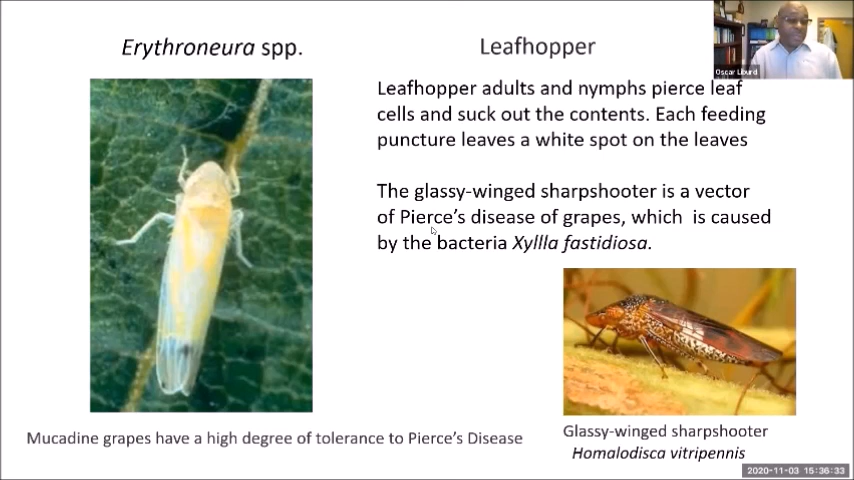 Erythroneura spp.
Leafhopper
Oscar Liburd
Leafhopper adults and nymphs pierce leaf
cells and suck out the contents. Each feeding
puncture leaves a white spot on the leaves
The glassy-winged sharpshooter is a vector
of Pierce's disease of grapes, which is caused
by the bacteria Xyllla fastidiosa.
Mucadine grapes have a high degree of tolerance to Pierce's Disease
Glassy-winged sharpshooter
Homalodisca vitripennis
2020-11-03 15:36:33